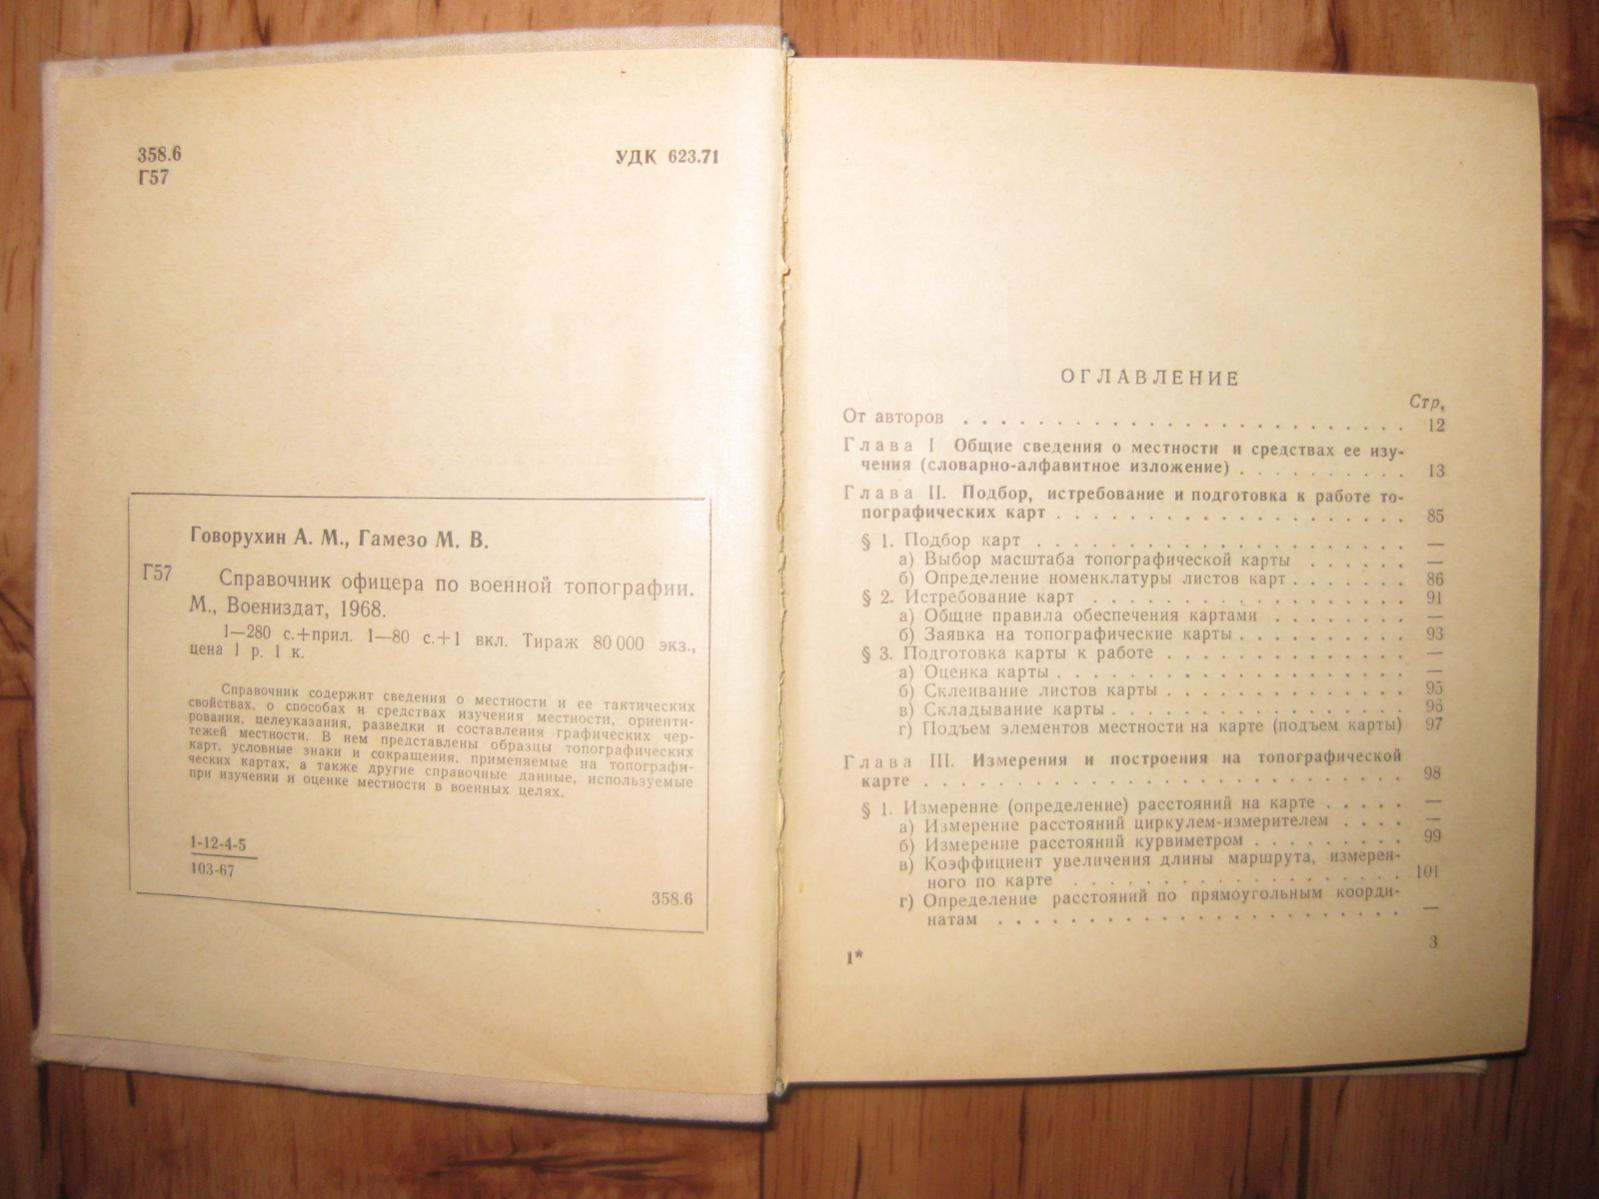 358.6
Г57
УДК 623.71
Говорухин А. М., Гамезо М. В.
Г57
Справочник офицера по военной топографии.
М., Воениздат, 1968.
1—280 с.+прил. 1—80 с.+1 вкл. Тираж 80 000 экз.,
цена 1 р. 1 к.
Справочник содержит сведения о местности и ее тактических
свойствах, о способах и средствах изучения местности, ориенти-
рования, целеуказания, разведки и составления графических чер-
тежей местности. В нем представлены образцы топографических
карт, условные знаки и сокращения, применяемые на топографи-
ческих картах, а также другие справочные данные, используемые
при изучении и оценке местности в военных целях.
1-12-4-5
103-67
358.6
ОГЛАВЛЕНИЕ
Стр,
От авторов . . . . . . . . . . . . . . . . . . . . . . . . 12
Глава I Общие сведения о местности и средствах ее изу-
чения (словарно-алфавитное изложение) . . . . . . . . . . 13
Глава II. Подбор, истребование и подготовка к работе то-
пографических карт . . . . . . . . . . . . . . . . . . . 85
§ 1. Подбор карт . . . . . . . . . . . . . . . . . . . . —
а) Выбор масштаба топографической карты . . . . . . —
б) Определение номенклатуры листов карт . . . . . . . 86
§ 2. Истребование карт . . . . . . . . . . . . . . . . . 91
а) Общие правила обеспечения картами . . . . . . . . —
б) Заявка на топографические карты . . . . . . . . . . 93
§ 3. Подготовка карты к работе . . . . . . . . . . . . . —
а) Оценка карты . . . . . . . . . . . . . . . . . . . —
б) Склеивание листов карты . . . . . . . . . . . . . 95
в) Складывание карты . . . . . . . . . . . . . . . . 96
г) Подъем элементов местности на карте (подъем карты) 97
Глава III. Измерения и построения на топографической
карте . . . . . . . . . . . . . . . . . . . . . . . . . . 98
§ 1. Измерение (определение) расстояний на карте . . . . . —
а) Измерение расстояний циркулем-измерителем . . . . —
б) Измерение расстояний курвиметром . . . . . . . . . 99
в) Коэффициент увеличения длины маршрута, измерен-
ного по карте . . . . . . . . . . . . . . . . . . 101
г) Определение расстояний по прямоугольным коорди-
натам . . . . . . . . . . . . . . . . . . . . . . —
1*
3